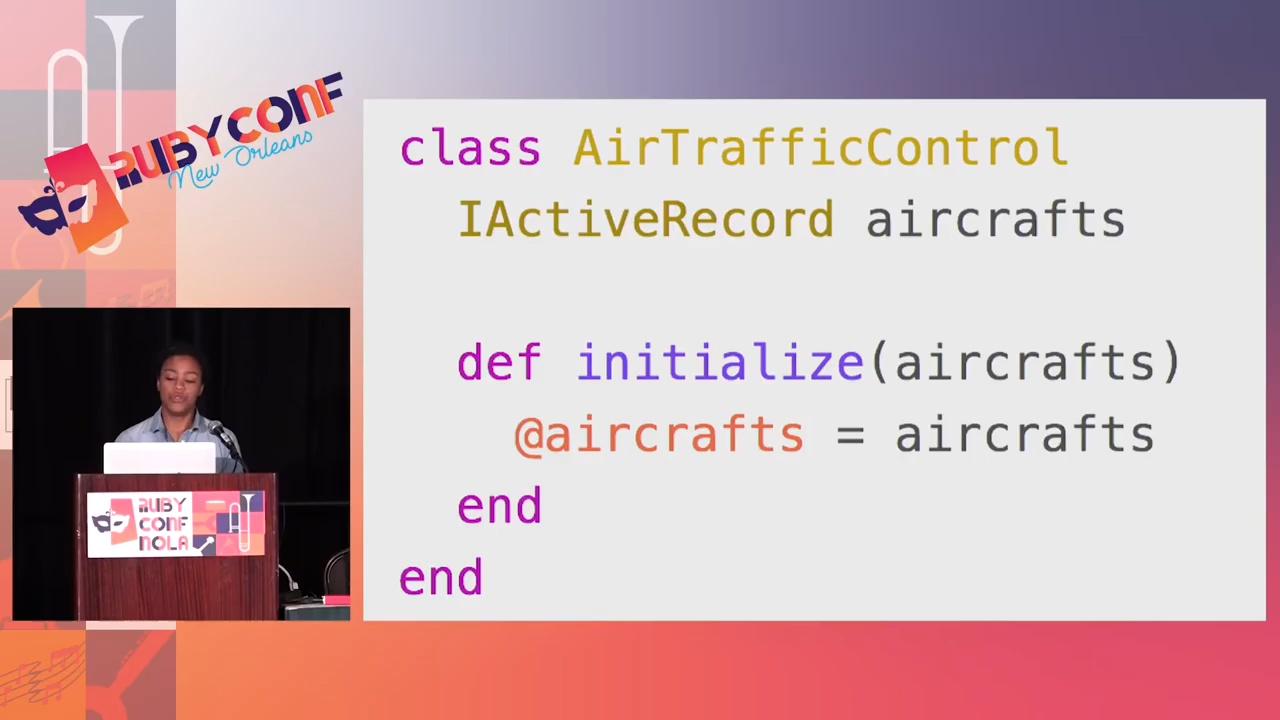 RUBYCONF
New Orleans
class AirTrafficControl
IActiveRecord aircrafts
def initialize(aircrafts)
@aircrafts = aircrafts
end
end
RUBY
CONF
NOLA